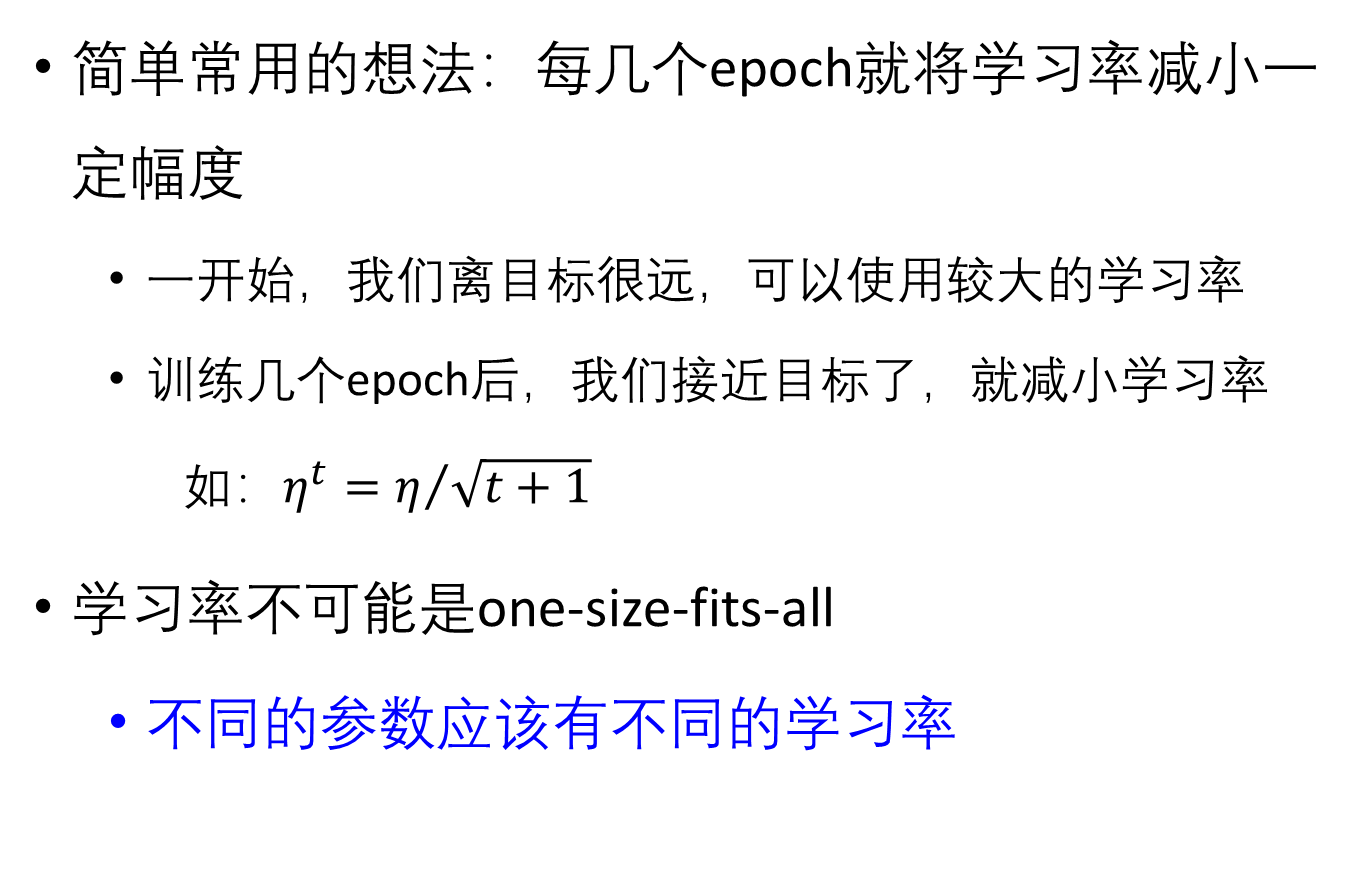 • 简单常用的想法：每几个epoch就将学习率减小一
定幅度
• 一开始，我们离目标很远，可以使用较大的学习率
• 训练几个epoch后，我们接近目标了，就减小学习率
如：η^t = η/√(t + 1)
• 学习率不可能是one-size-fits-all
• 不同的参数应该有不同的学习率